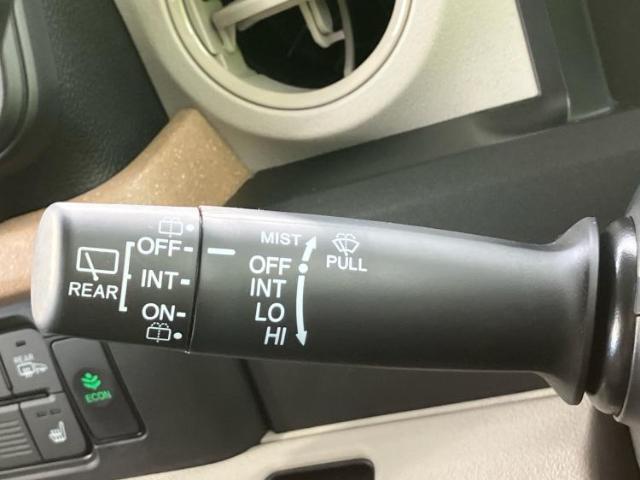 REAR
OFF
INT
ON
MIST
OFF
INT
LO
HI
PULL
REAR
ECON